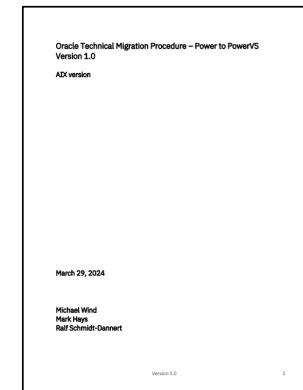 Oracle Technical Migration Procedure – Power to PowerVS
Version 1.0
AIX version
March 29, 2024
Michael Wind
Mark Hays
Ralf Schmidt-Dannert
Version 1.0
1